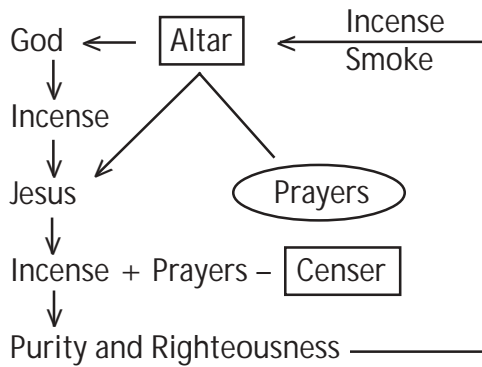 God Altar Incense
Smoke
Incense
Jesus Prayers
Incense + Prayers – Censer
Purity and Righteousness